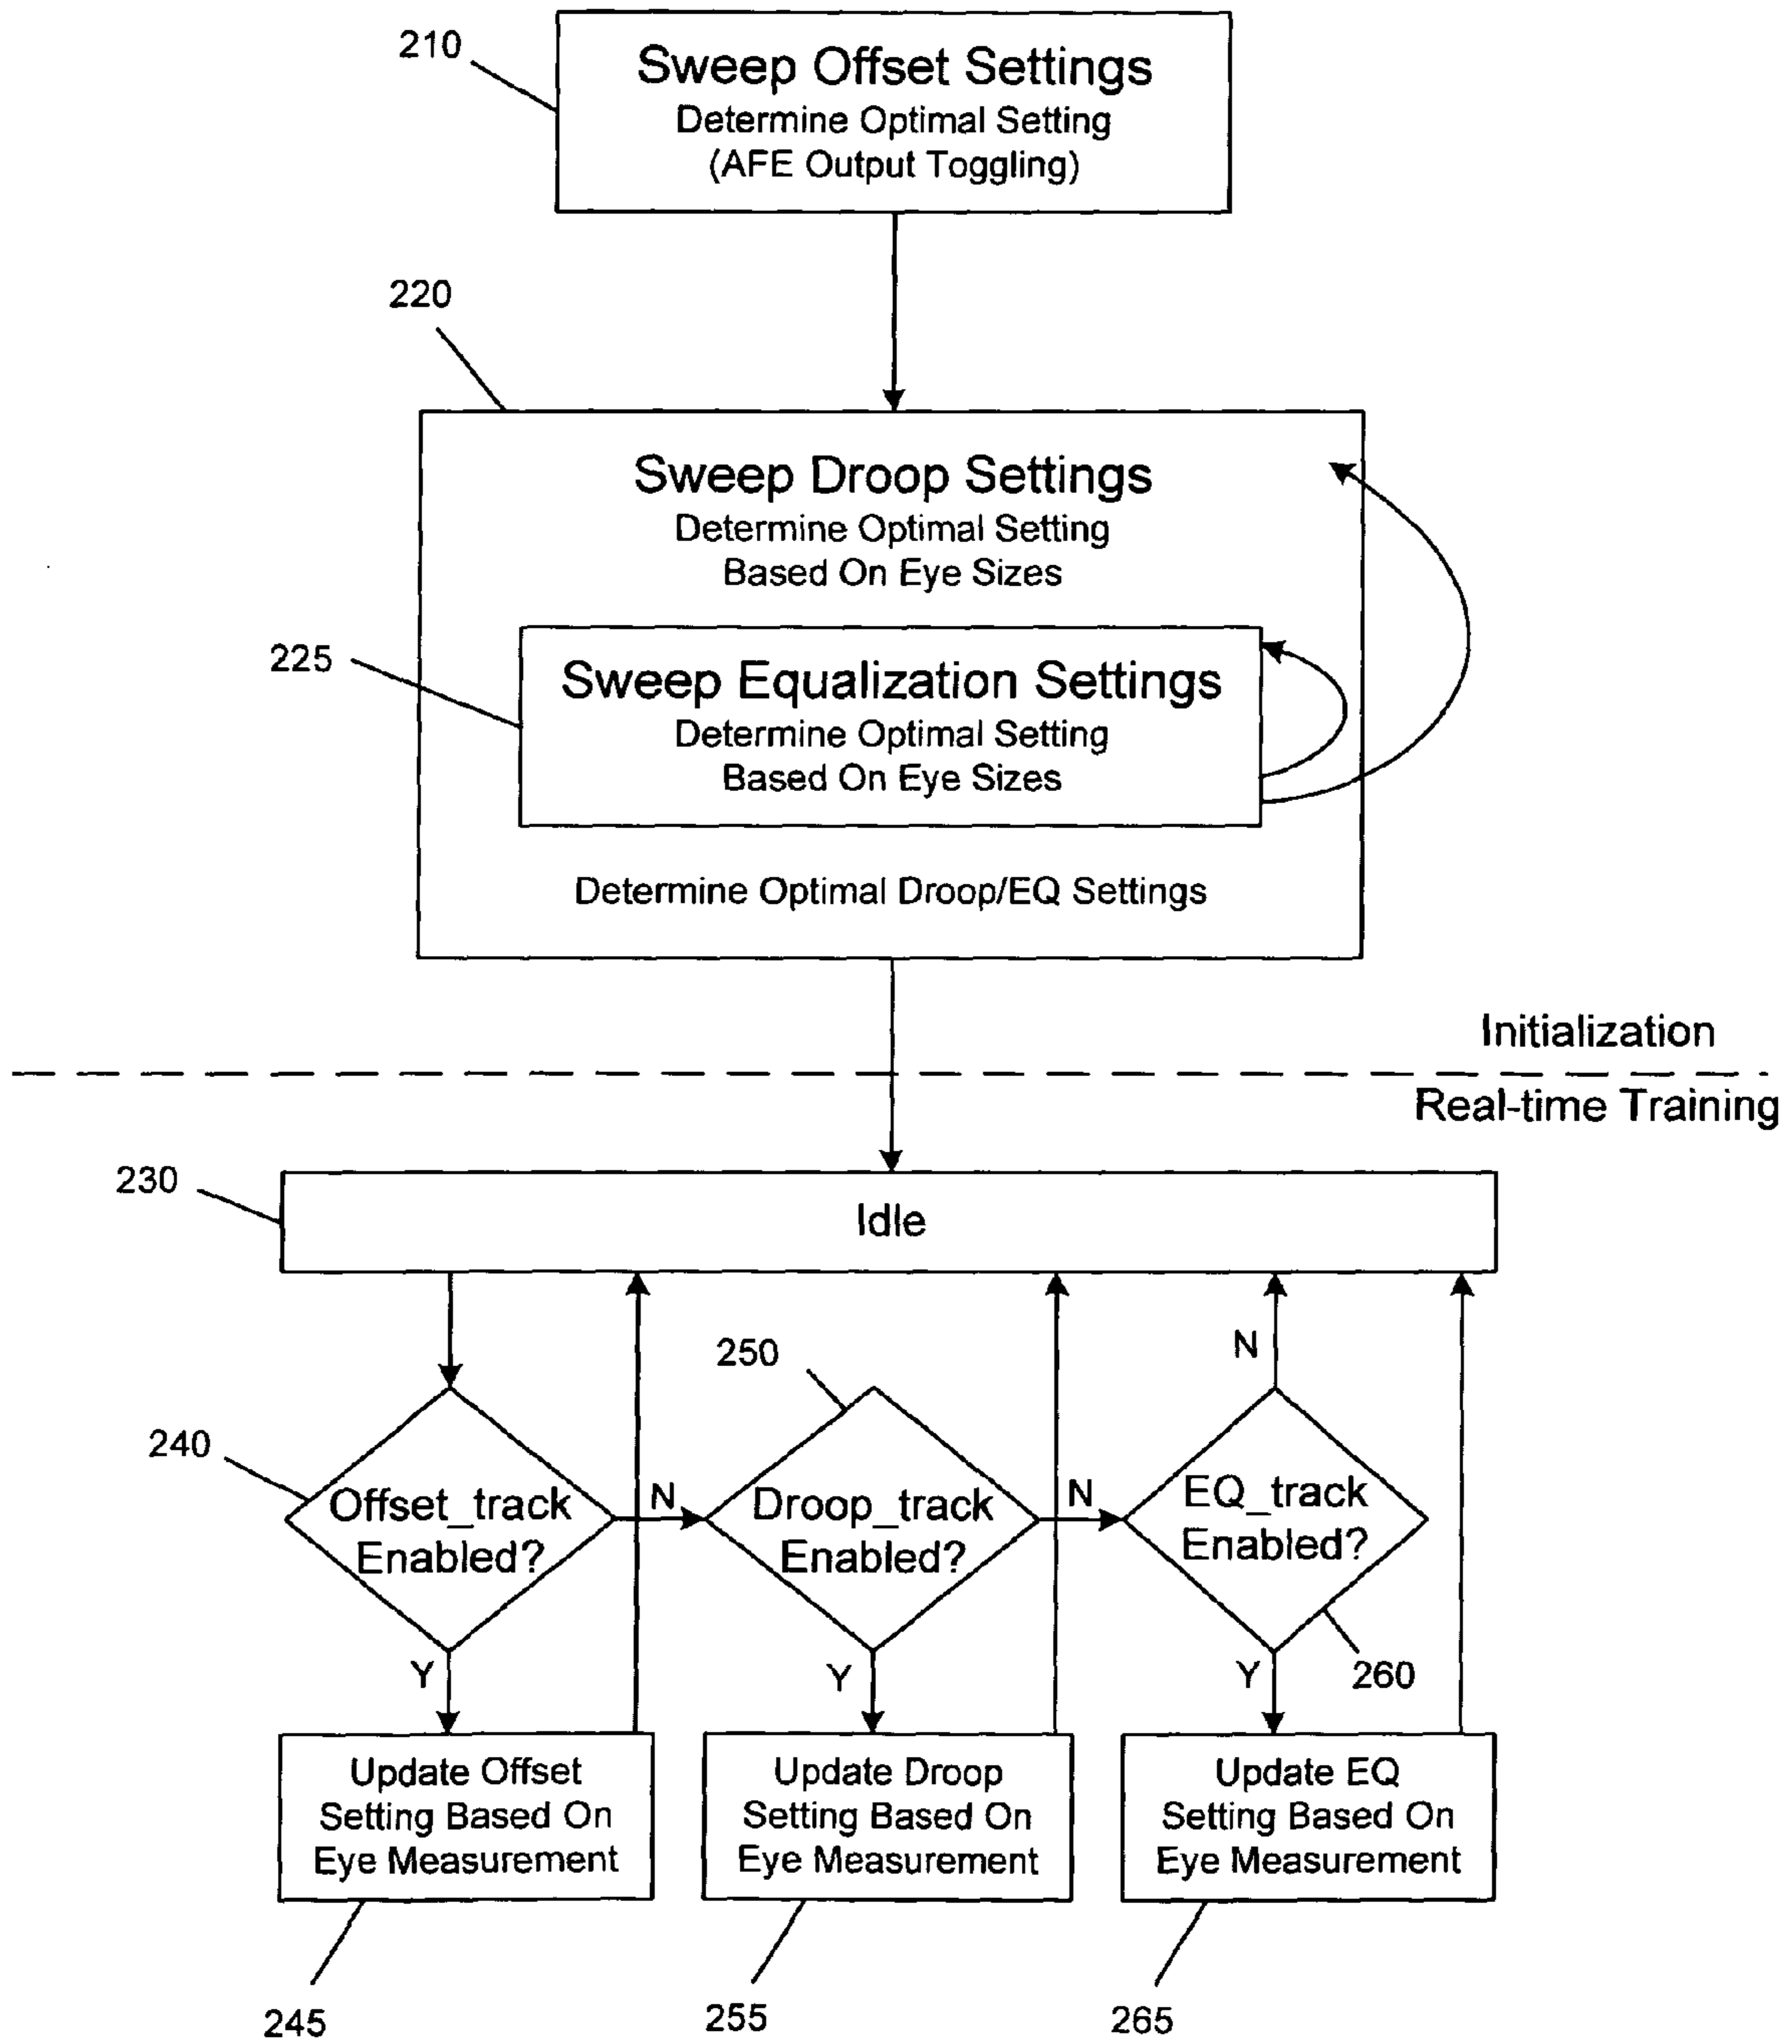 210
Sweep Offset Settings
Determine Optimal Setting
(AFE Output Toggling)
220
Sweep Droop Settings
Determine Optimal Setting
Based On Eye Sizes
225
Sweep Equalization Settings
Determine Optimal Setting
Based On Eye Sizes
Determine Optimal Droop/EQ Settings
Initialization
Real-time Training
230
Idle
240
Offset_track
Enabled?
N
Y
250
Droop_track
Enabled?
N
Y
N
EQ_track
Enabled?
260
Y
Update Offset
Setting Based On
Eye Measurement
245
Update Droop
Setting Based On
Eye Measurement
255
Update EQ
Setting Based On
Eye Measurement
265